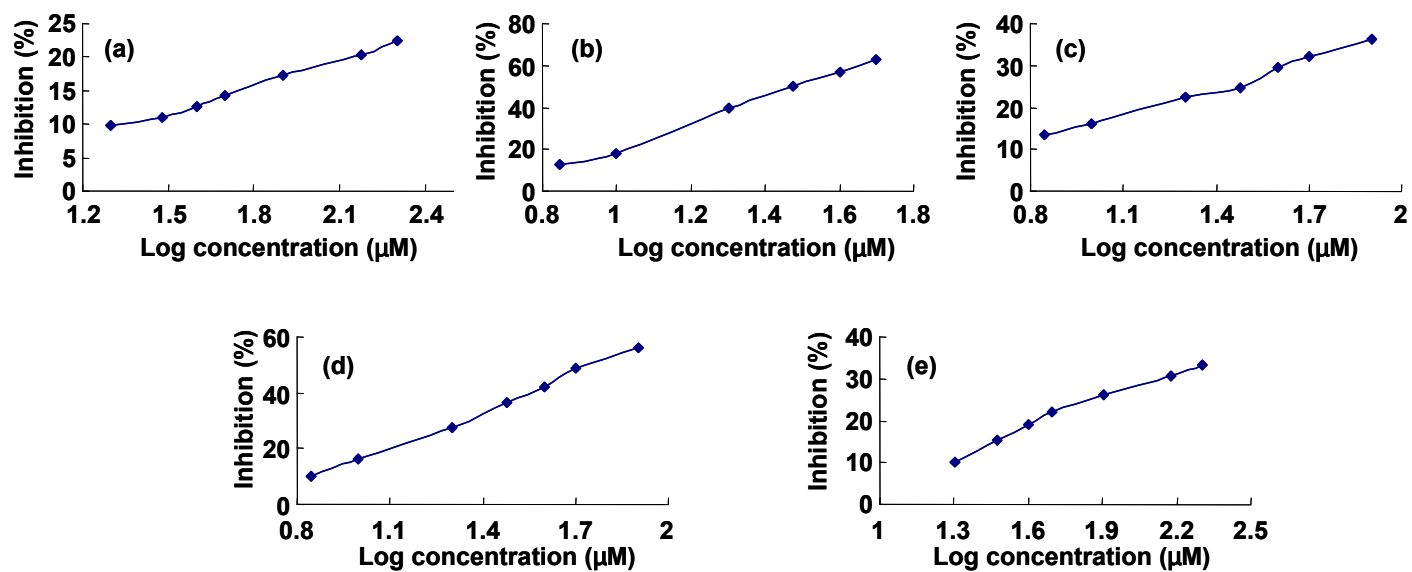 25
20
15
10
5
0
Inhibition (%)
(a)
1.2 1.5 1.8 2.1 2.4
Log concentration (µM)
80
60
40
20
0
Inhibition (%)
(b)
0.8 1 1.2 1.4 1.6 1.8
Log concentration (µM)
40
30
20
10
0
Inhibition (%)
(c)
0.8 1.1 1.4 1.7 2
Log concentration (µM)
60
40
20
0
Inhibition (%)
(d)
0.8 1.1 1.4 1.7 2
Log concentration (µM)
40
30
20
10
0
Inhibition (%)
(e)
1 1.3 1.6 1.9 2.2 2.5
Log concentration (µM)